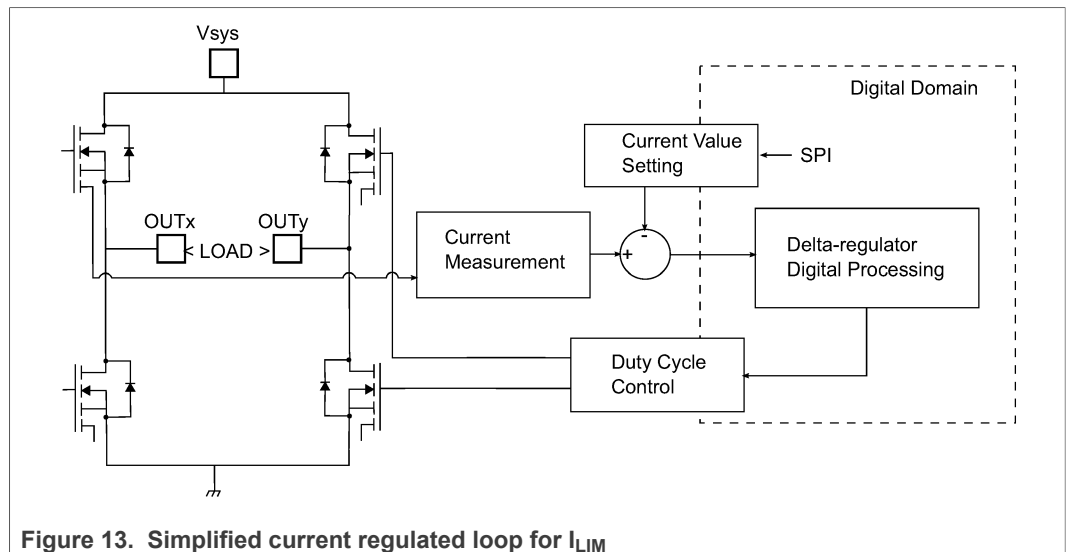 Vsys
Digital Domain
Current Value
Setting
SPI
OUTx
OUTy
< LOAD >
Current
Measurement
-
+
Delta-regulator
Digital Processing
Duty Cycle
Control
Figure 13. Simplified current regulated loop for I_LIM